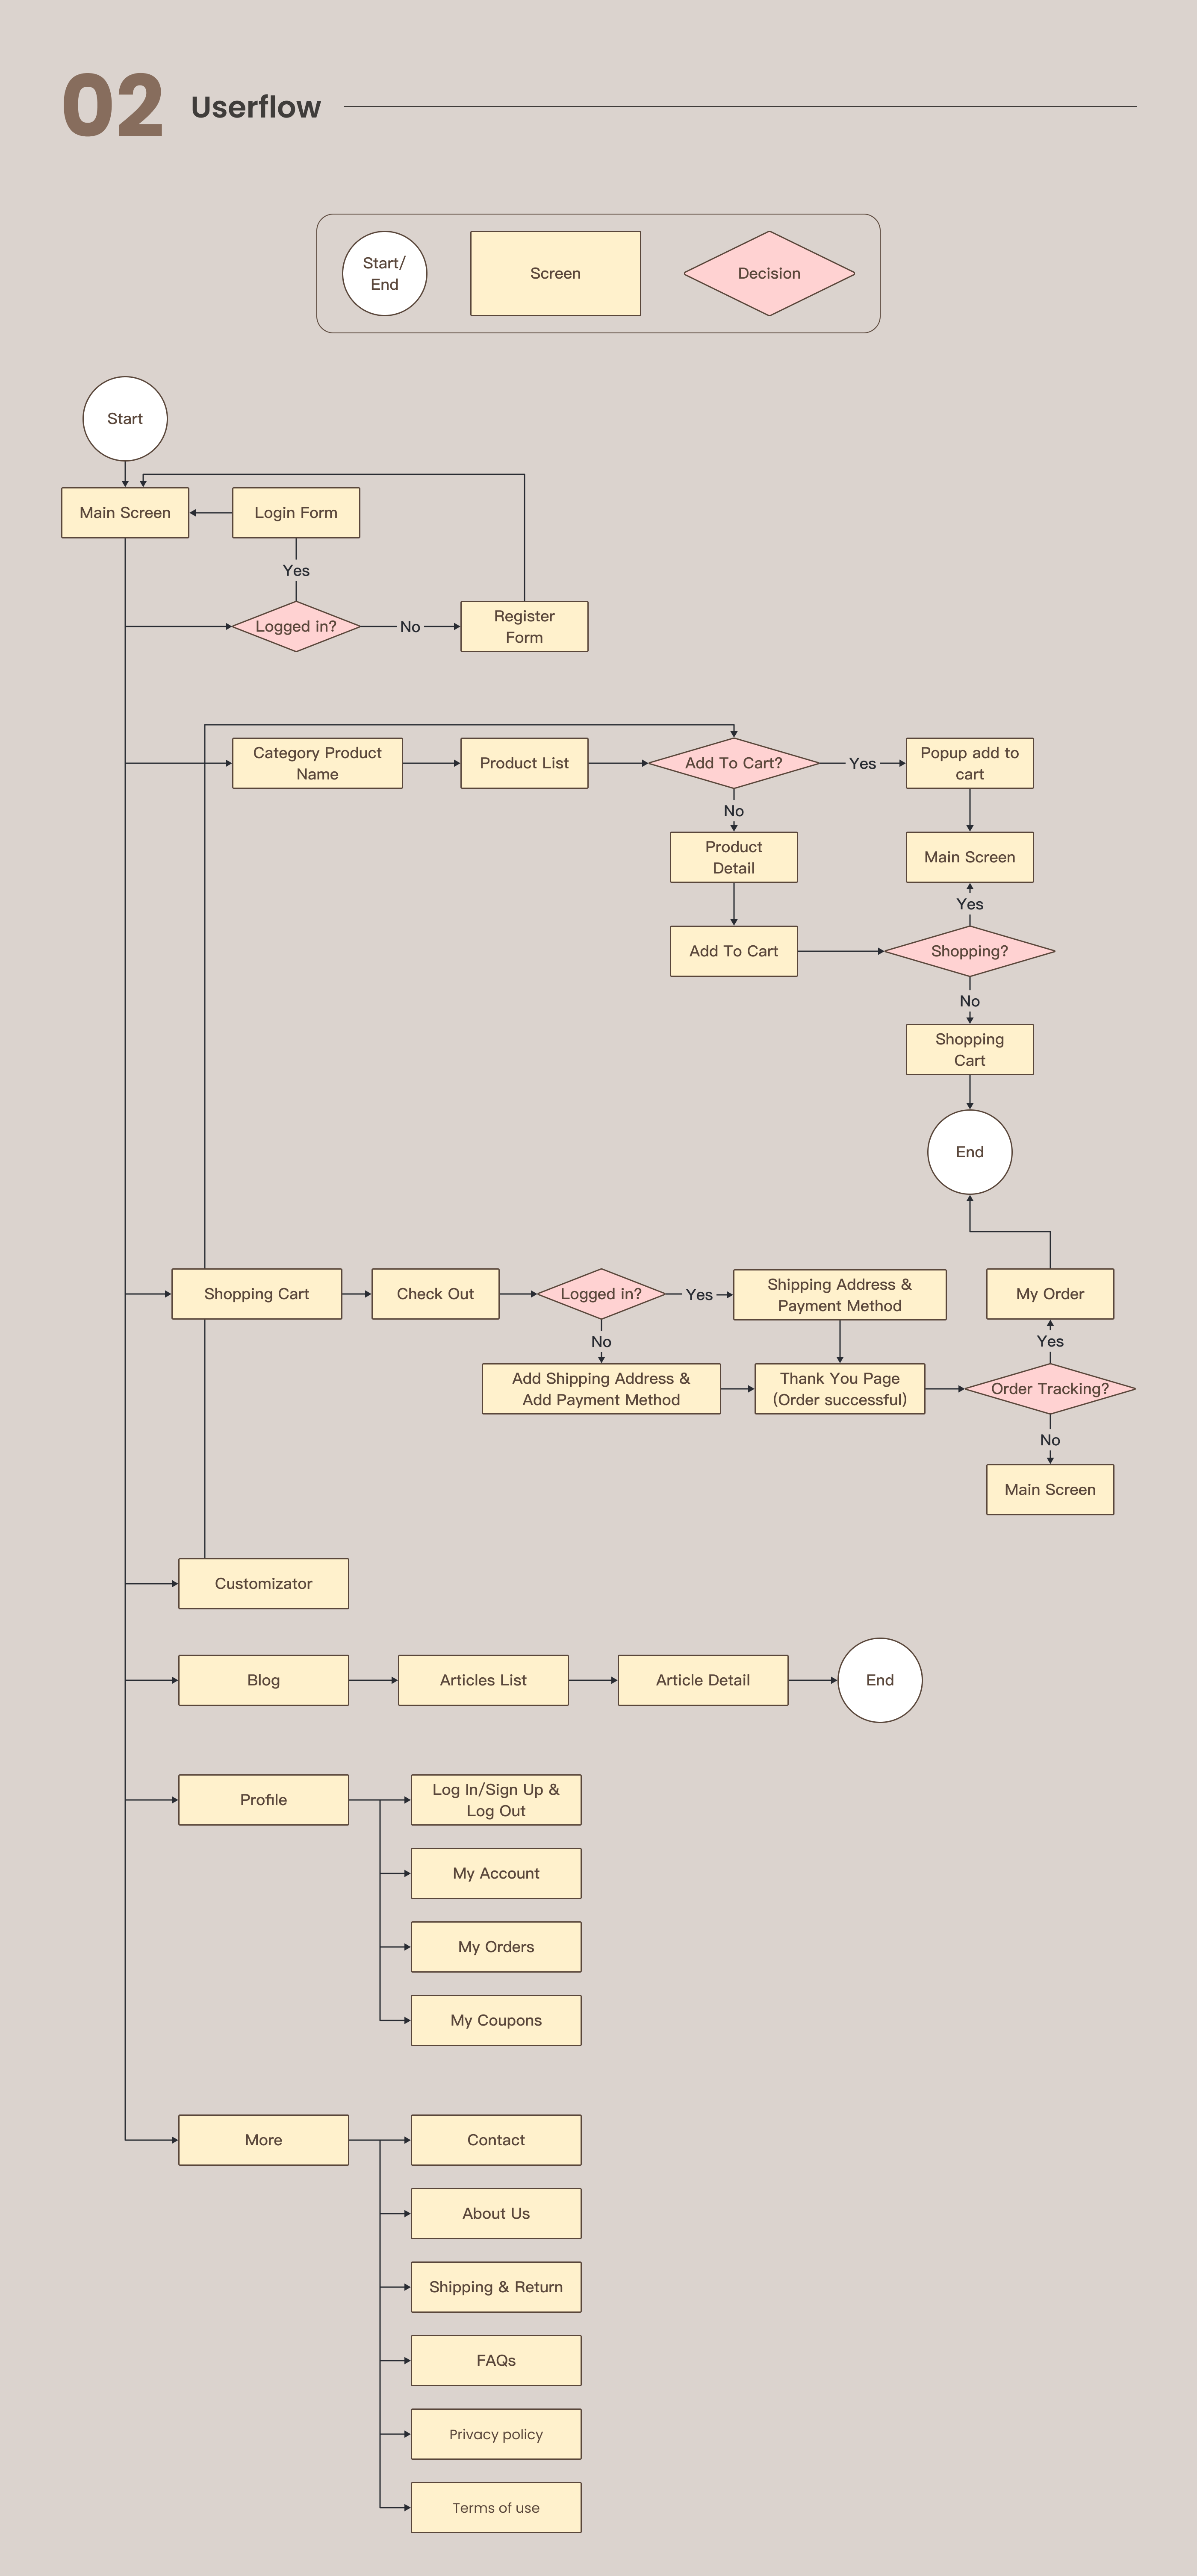 02
Userflow
Start/
End
Screen
Decision
Start
Main Screen
Login Form
Yes
Logged in?
No
Register
Form
Category Product
Name
Product List
Add To Cart?
Yes
Popup add to
cart
No
Product
Detail
Main Screen
Yes
Add To Cart
Shopping?
No
Shopping
Cart
End
Shopping Cart
Check Out
Logged in?
Yes
Shipping Address &
Payment Method
My Order
No
Yes
Add Shipping Address &
Add Payment Method
Thank You Page
(Order successful)
Order Tracking?
No
Main Screen
Customizator
Blog
Articles List
Article Detail
End
Profile
Log In/Sign Up &
Log Out
My Account
My Orders
My Coupons
More
Contact
About Us
Shipping & Return
FAQs
Privacy policy
Terms of use